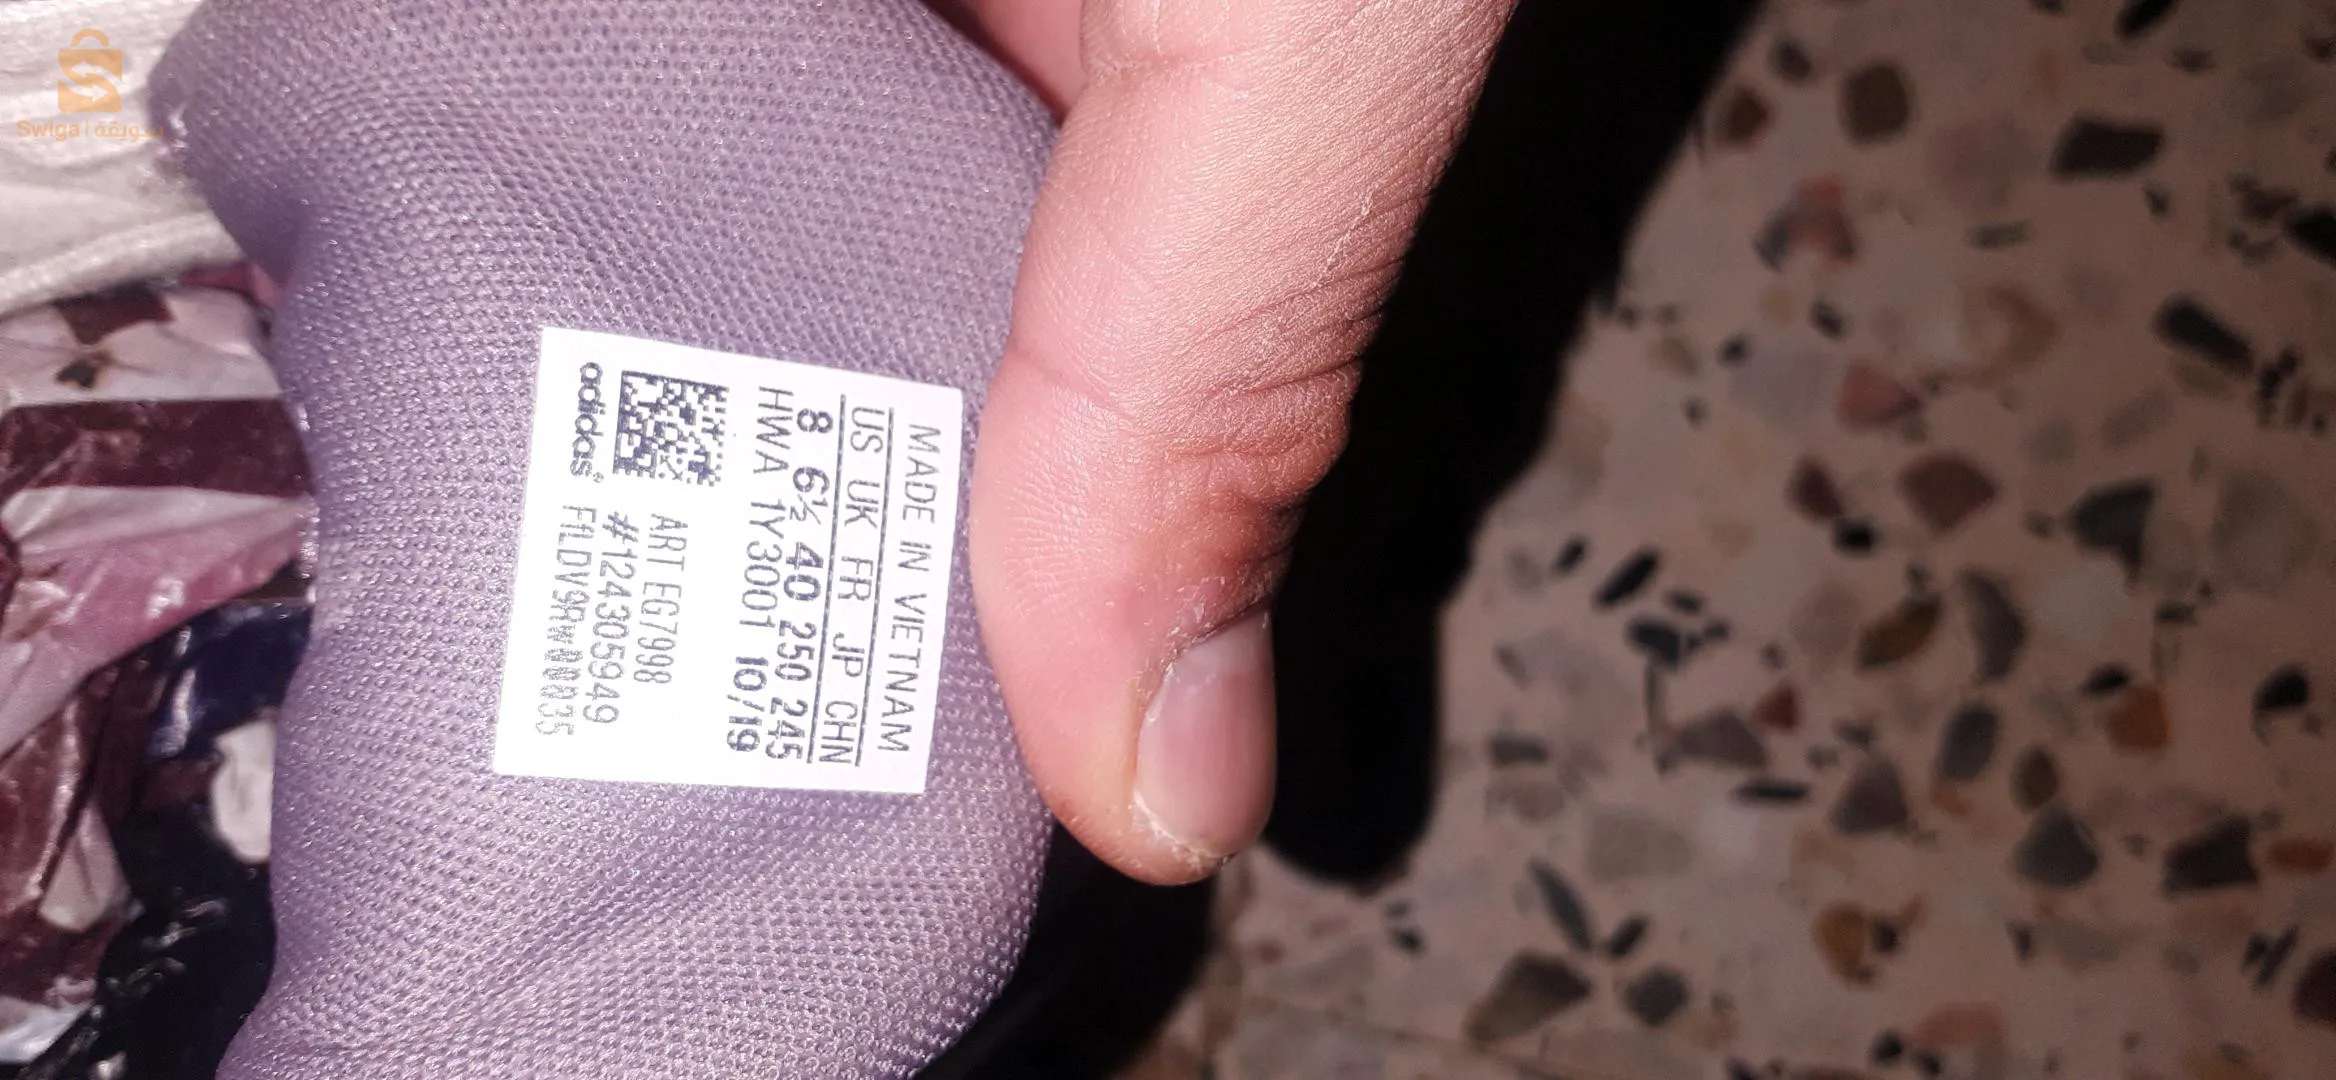 Swiga | سويقة
MADE IN VIETNAM
US UK FR JP CHN
8 6½ 40 250 245
HWA 1Y3001 10/19
ART EG7998
#124305949
adidas